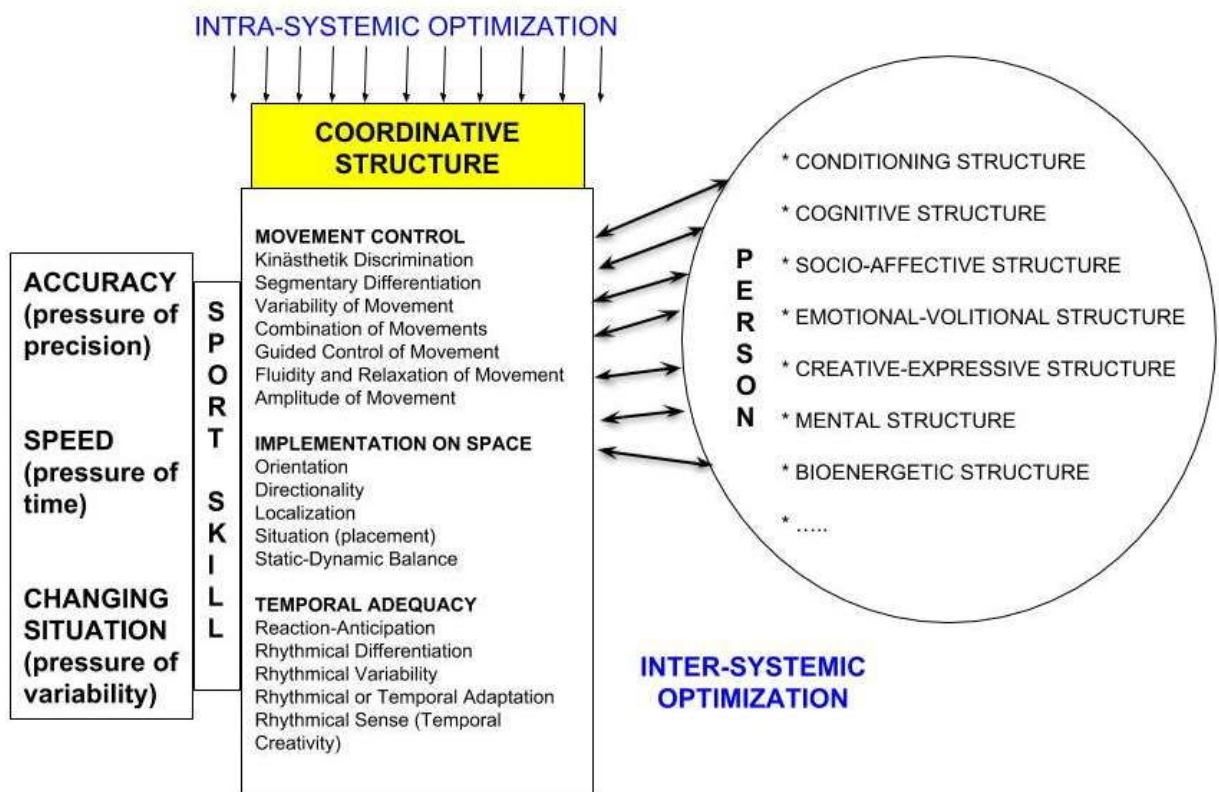 INTRA-SYSTEMIC OPTIMIZATION
COORDINATIVE
STRUCTURE
ACCURACY
(pressure of
precision)
SPEED
(pressure of
time)
CHANGING
SITUATION
(pressure of
variability)
SPORT SKILL
MOVEMENT CONTROL
Kinästhetik Discrimination
Segmentary Differentiation
Variability of Movement
Combination of Movements
Guided Control of Movement
Fluidity and Relaxation of Movement
Amplitude of Movement
IMPLEMENTATION ON SPACE
Orientation
Directionality
Localization
Situation (placement)
Static-Dynamic Balance
TEMPORAL ADEQUACY
Reaction-Anticipation
Rhythmical Differentiation
Rhythmical Variability
Rhythmical or Temporal Adaptation
Rhythmical Sense (Temporal
Creativity)
PERSON
* CONDITIONING STRUCTURE
* COGNITIVE STRUCTURE
* SOCIO-AFFECTIVE STRUCTURE
* EMOTIONAL-VOLITIONAL STRUCTURE
* CREATIVE-EXPRESSIVE STRUCTURE
* MENTAL STRUCTURE
* BIOENERGETIC STRUCTURE
* .....
INTER-SYSTEMIC
OPTIMIZATION